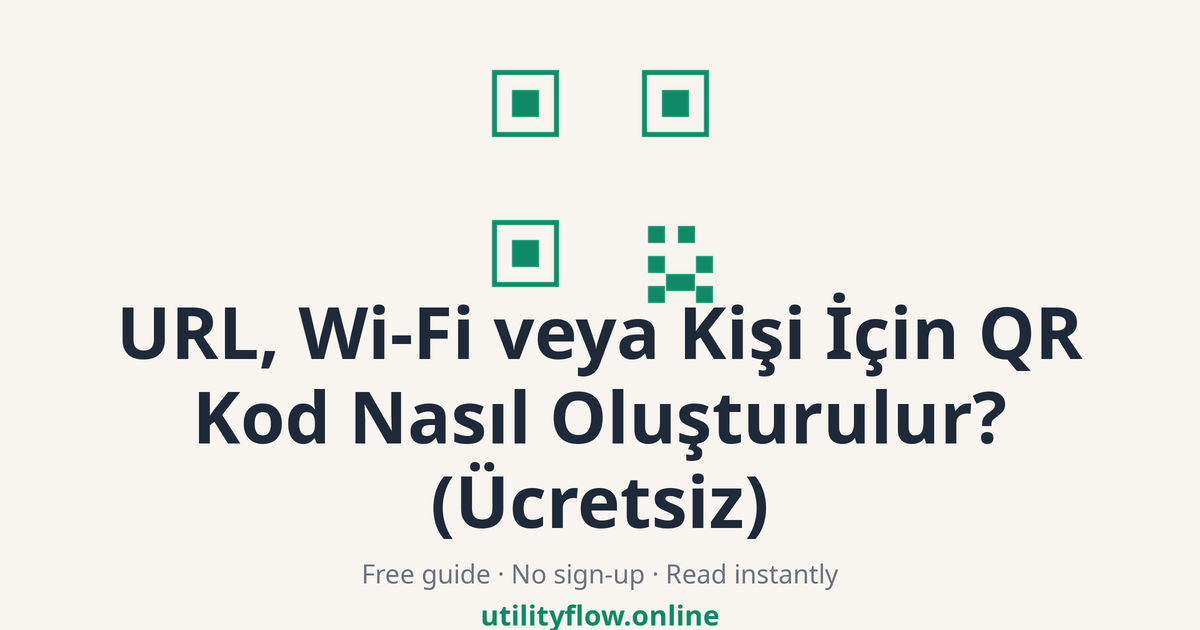 URL, Wi-Fi veya Kişi İçin QR
Kod Nasıl Oluşturulur?
(Ücretsiz)
Free guide · No sign-up · Read instantly
utilityflow.online